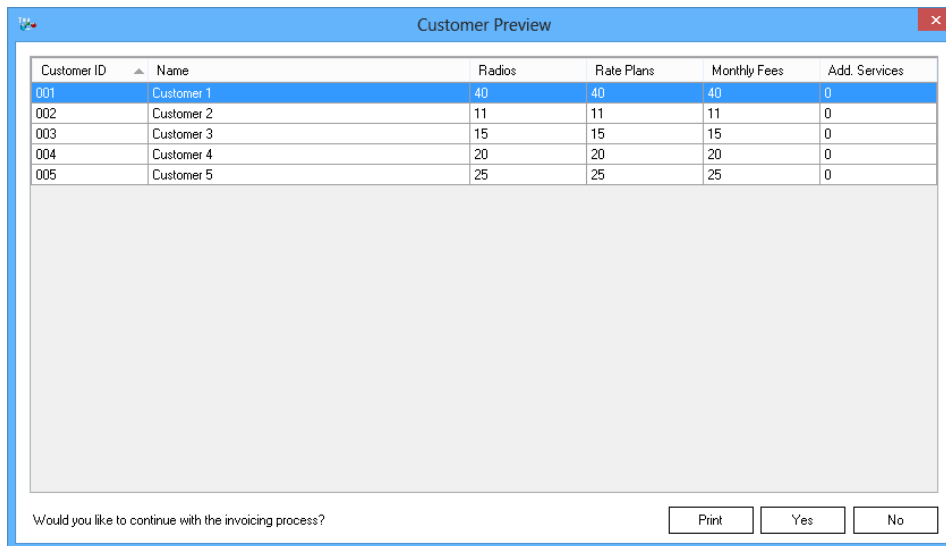 Customer Preview
Customer ID Name Radios Rate Plans Monthly Fees Add. Services
001 Customer 1 40 40 40 0
002 Customer 2 11 11 11 0
003 Customer 3 15 15 15 0
004 Customer 4 20 20 20 0
005 Customer 5 25 25 25 0
Would you like to continue with the invoicing process? Print Yes No